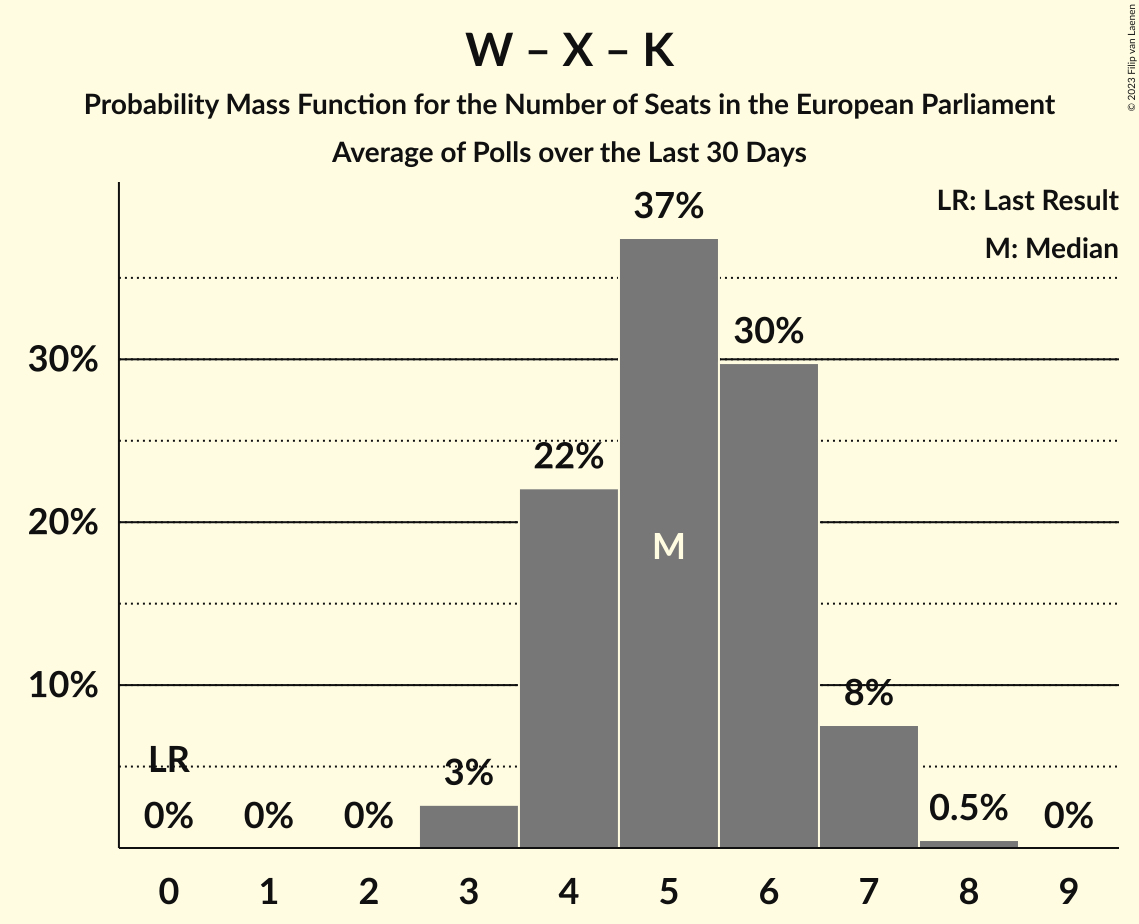 W – X – K
Probability Mass Function for the Number of Seats in the European Parliament
Average of Polls over the Last 30 Days
© 2023 Filip van Laenen
LR: Last Result
M: Median
37%
30%
30%
22%
20%
M
10%
8%
LR
3%
0% 0% 0% 0.5% 0%
0 1 2 3 4 5 6 7 8 9